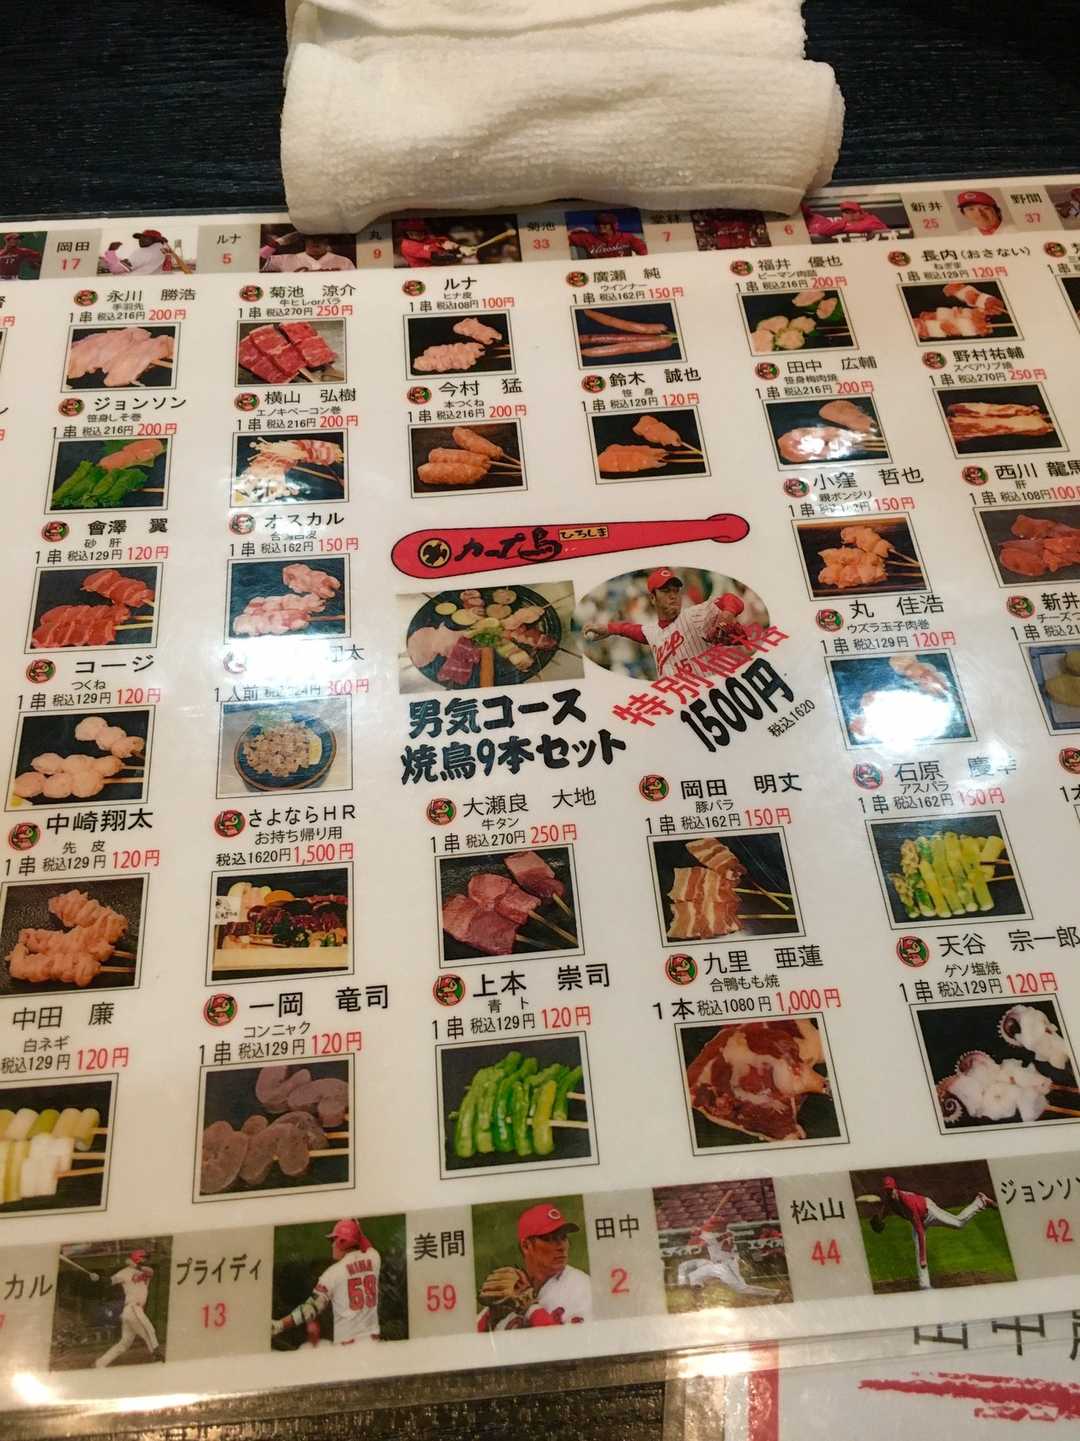 岡田
17
ルナ
5
丸
9
菊池
33
堂林
7
6
新井
25
野間
37
永川 勝浩
手羽先
1串 税込216円 200円
菊池 涼介
牛ヒレorバラ
1串 税込270円 250円
ルナ
ヒナ皮
1串 税込108円 100円
廣瀬 純
ウインナー
1串 税込162円 150円
福井 優也
ピーマン肉詰
1串 税込216円 200円
長内(おさない)
ねぎま
1串 税込129円 120円
ジョンソン
笹身しそ巻
1串 税込216円 200円
横山 弘樹
エノキベーコン巻
1串 税込216円 200円
今村 猛
本つくね
1串 税込216円 200円
鈴木 誠也
笹身
1串 税込129円 120円
田中 広輔
笹身梅肉焼
1串 税込216円 200円
野村祐輔
スペアリブ焼
1串 税込270円 250円
會澤 翼
砂肝
1串 税込129円 120円
オスカル
合鴨白皮
1串 税込162円 150円
小窪 哲也
親ボンジリ
1串 税込162円 150円
西川 龍馬
肝
1串 税込108円 100
カープ鳥
ひろしま
コージ
つくね
1串 税込129円 120円
太
1人前 税込324円 300円
丸 佳浩
ウズラ玉子肉巻
1串 税込129円 120円
新井
チーズつ
1串 税込21
男気コース
焼鳥9本セット
特別価格
1500円
税込1620
中崎翔太
先皮
1串 税込129円 120円
さよならHR
お持ち帰り用
税込1620円 1,500円
大瀬良 大地
牛タン
1串 税込270円 250円
岡田 明丈
豚バラ
1串 税込162円 150円
石原 慶幸
アスパラ
1串 税込162円 150円
中田 廉
白ネギ
税込129円 120円
一岡 竜司
コンニャク
1串 税込129円 120円
上本 崇司
青ト
1串 税込129円 120円
九里 亜蓮
合鴨もも焼
1本 税込1080円 1,000円
天谷 宗一郎
ゲソ塩焼
1串 税込129円 120円
カル
プライディ
13
美間
59
田中
2
松山
44
ジョンソン
42